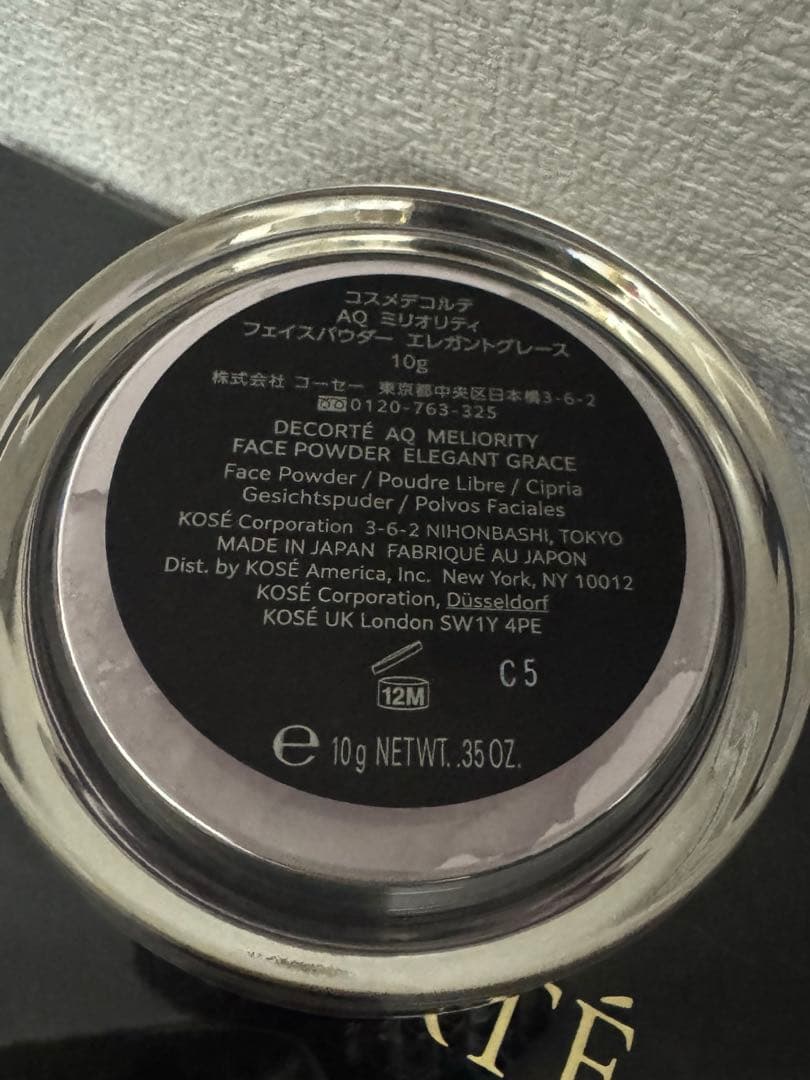 コスメデコルテ
AQ ミリオリティ
フェイスパウダー エレガントグレース
10g
株式会社 コーセー 東京都中央区日本橋3-6-2
0120-763-325
DECORTÉ AQ MELIORITY
FACE POWDER ELEGANT GRACE
Face Powder / Poudre Libre / Cipria
Gesichtspuder / Polvos Faciales
KOSÉ Corporation 3-6-2 NIHONBASHI, TOKYO
MADE IN JAPAN FABRIQUÉ AU JAPON
Dist. by KOSÉ America, Inc. New York, NY 10012
KOSÉ Corporation, Düsseldorf
KOSÉ UK London SW1Y 4PE
12M
C5
℮ 10g NETWT. .35 OZ.
RTÉ